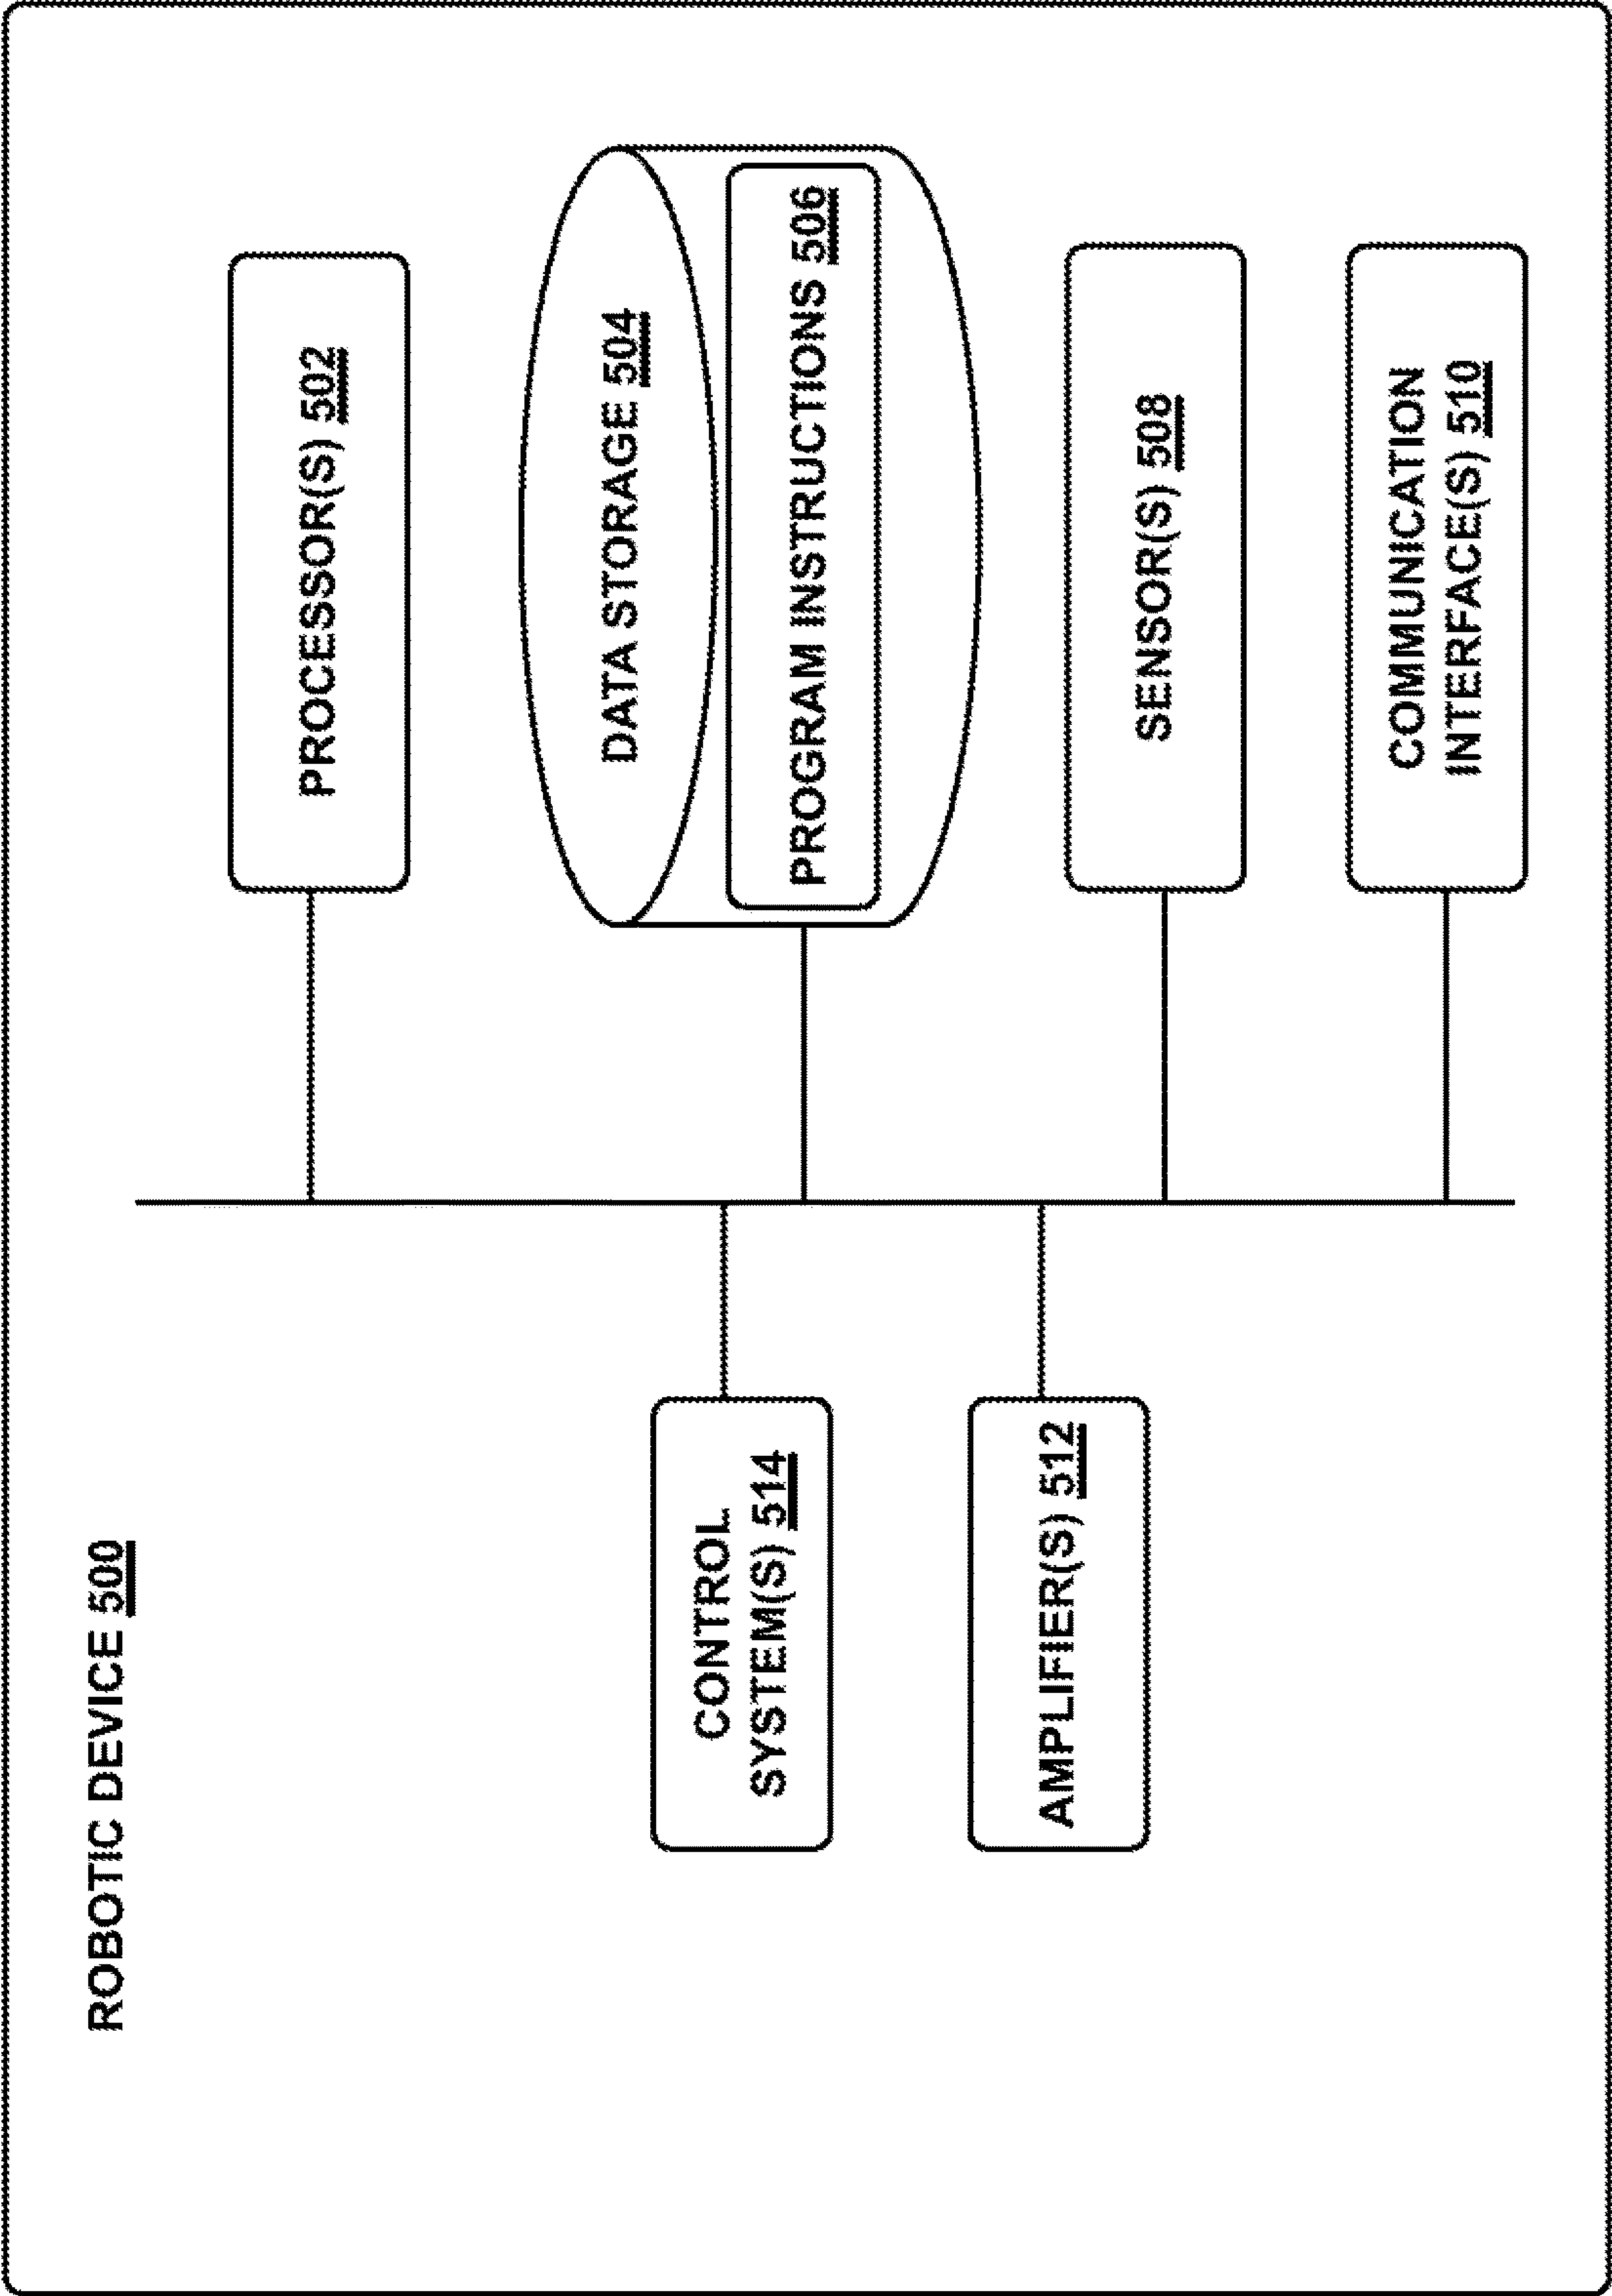 ROBOTIC DEVICE 500
PROCESSOR(S) 502
DATA STORAGE 504
PROGRAM INSTRUCTIONS 506
SENSOR(S) 508
COMMUNICATION
INTERFACE(S) 510
CONTROL
SYSTEM(S) 514
AMPLIFIER(S) 512